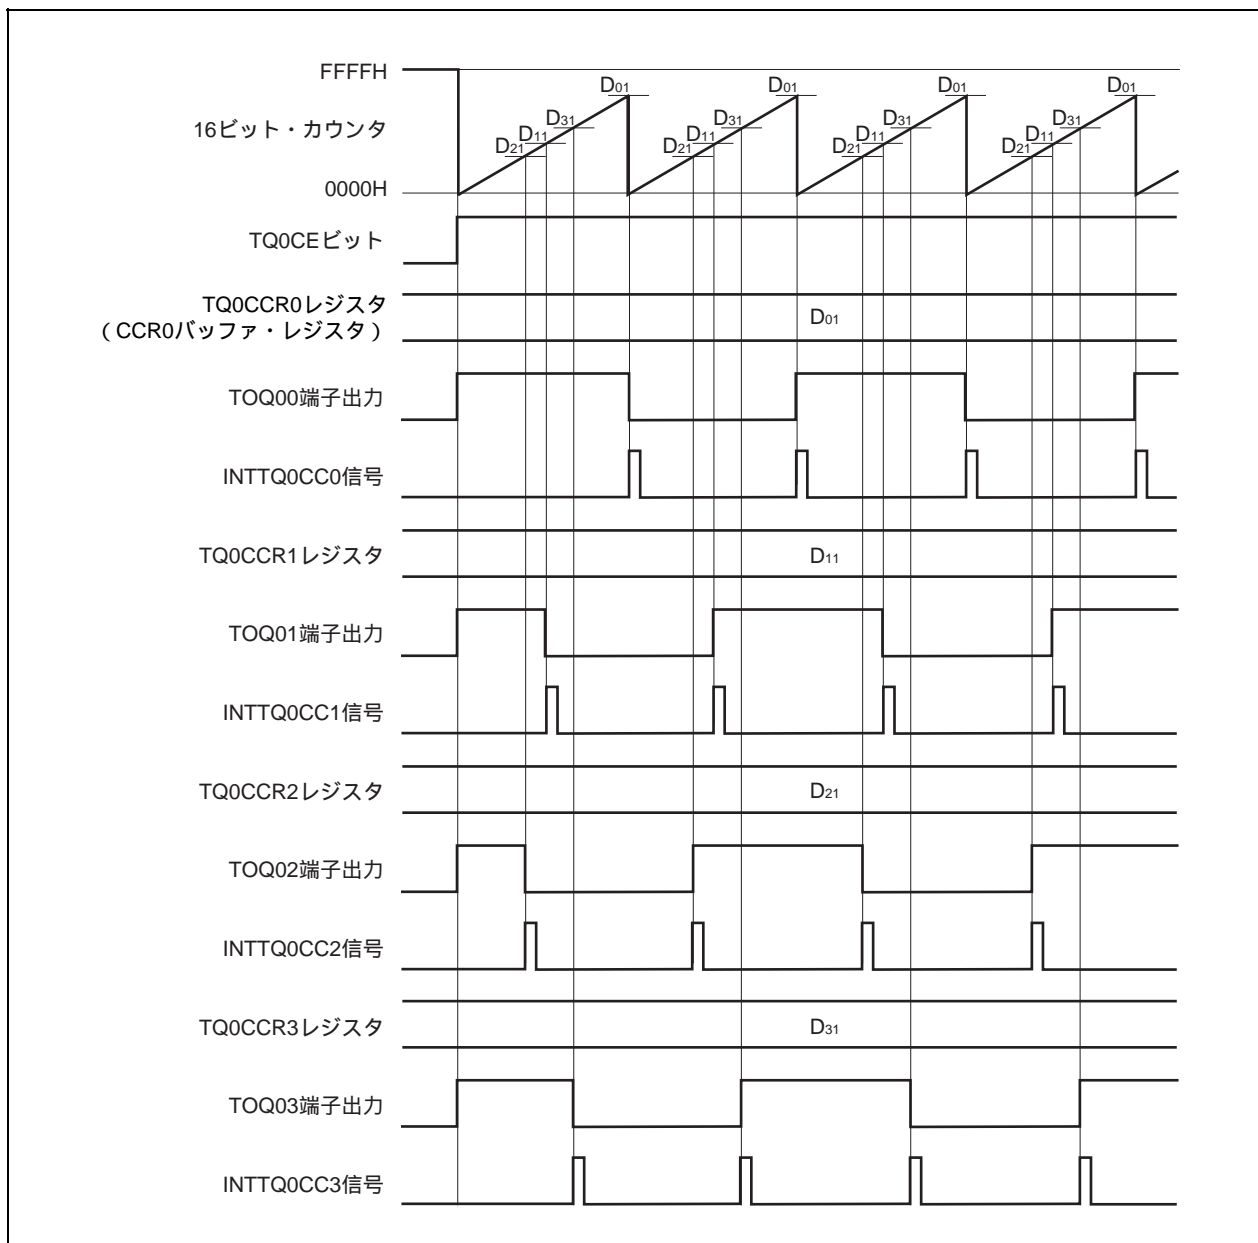 FFFFH
D01 D01 D01 D01
16ビット・カウンタ
D31 D31 D31 D31
D11 D11 D11 D11
D21 D21 D21 D21
0000H
TQ0CEビット
TQ0CCR0レジスタ
（CCR0バッファ・レジスタ）
D01
TOQ00端子出力
INTTQ0CC0信号
TQ0CCR1レジスタ
D11
TOQ01端子出力
INTTQ0CC1信号
TQ0CCR2レジスタ
D21
TOQ02端子出力
INTTQ0CC2信号
TQ0CCR3レジスタ
D31
TOQ03端子出力
INTTQ0CC3信号